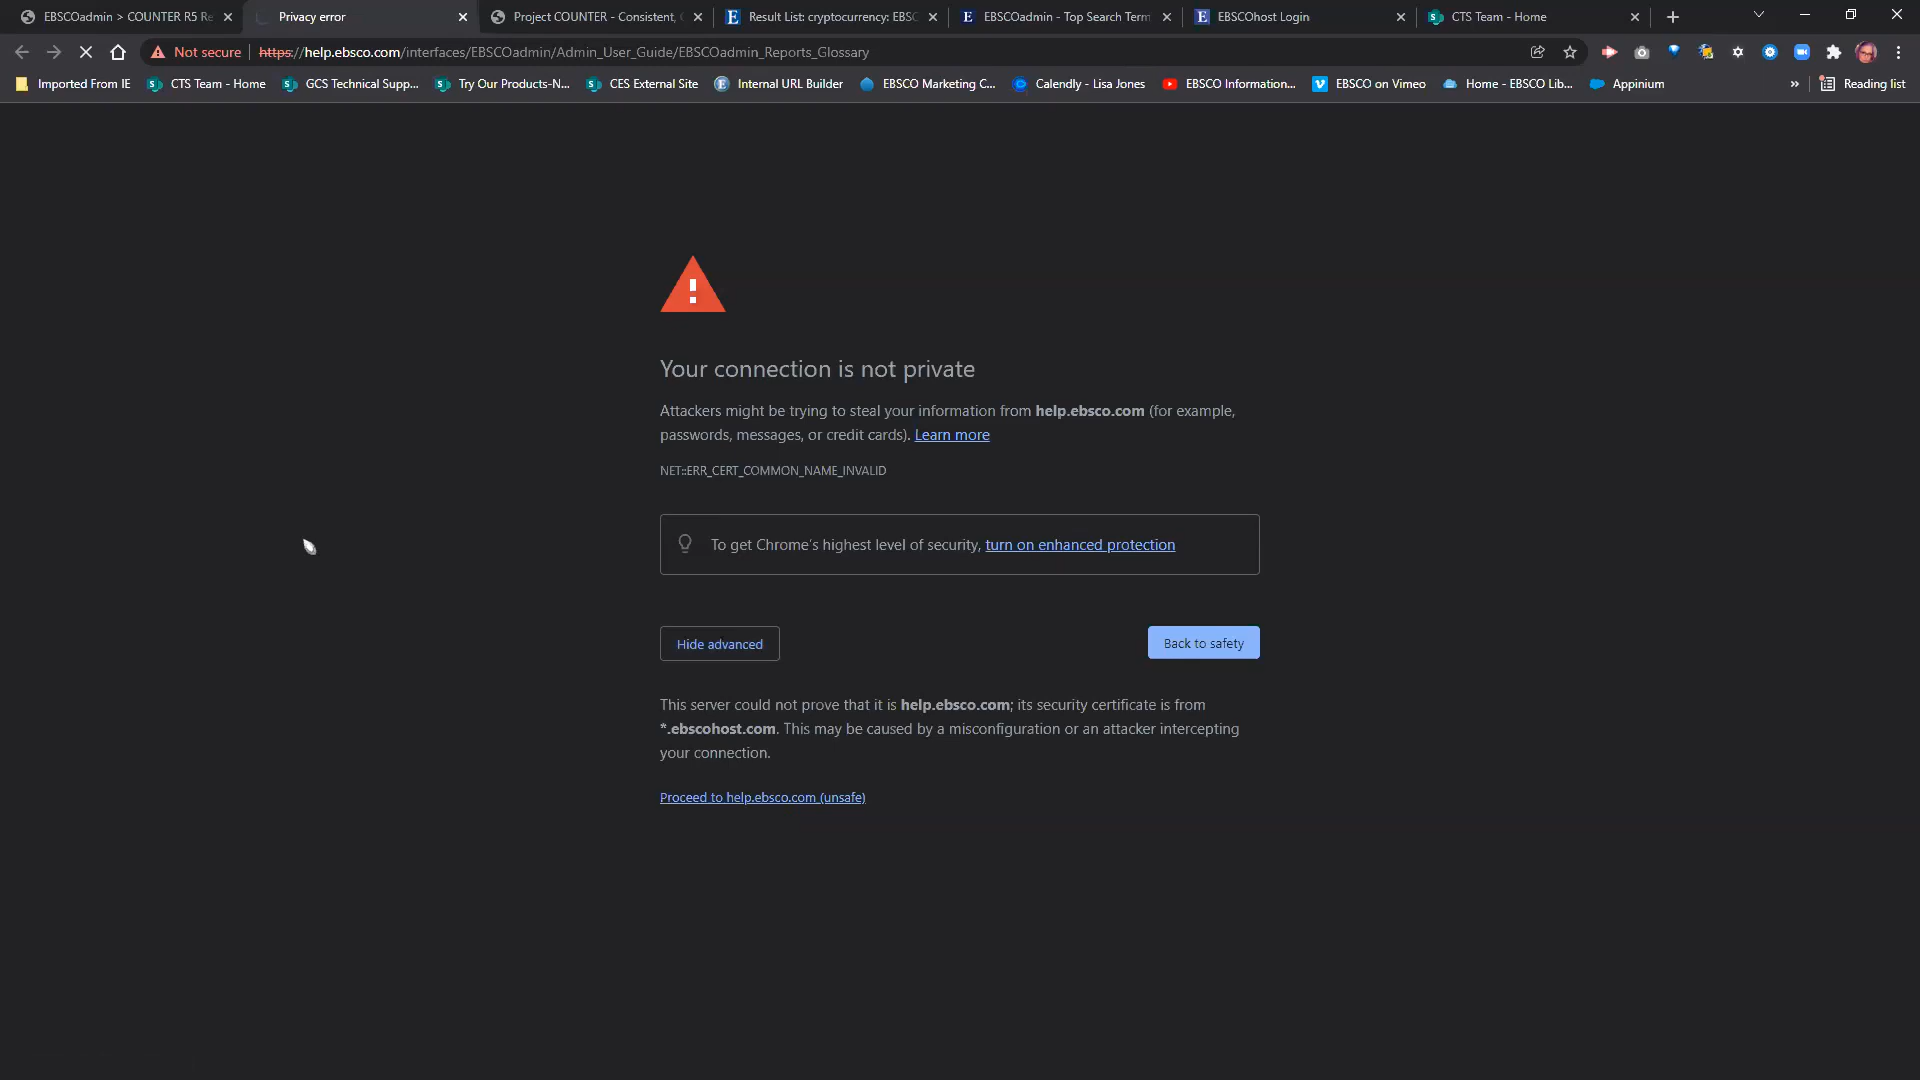 EBSCOadmin > COUNTER R5 Re
Privacy error
Project COUNTER - Consistent, C
Result List: cryptocurrency: EBSC
EBSCOadmin - Top Search Term
EBSCOhost Login
CTS Team - Home
Not secure
https://help.ebsco.com/interfaces/EBSCOadmin/Admin_User_Guide/EBSCOadmin_Reports_Glossary
Imported From IE
CTS Team - Home
GCS Technical Supp...
Try Our Products-N...
CES External Site
Internal URL Builder
EBSCO Marketing C...
Calendly - Lisa Jones
EBSCO Information...
EBSCO on Vimeo
Home - EBSCO Lib...
Appinium
»
Reading list
Your connection is not private
Attackers might be trying to steal your information from help.ebsco.com (for example,
passwords, messages, or credit cards). Learn more
NET::ERR_CERT_COMMON_NAME_INVALID
To get Chrome's highest level of security, turn on enhanced protection
Hide advanced
Back to safety
This server could not prove that it is help.ebsco.com; its security certificate is from
*.ebscohost.com. This may be caused by a misconfiguration or an attacker intercepting
your connection.
Proceed to help.ebsco.com (unsafe)